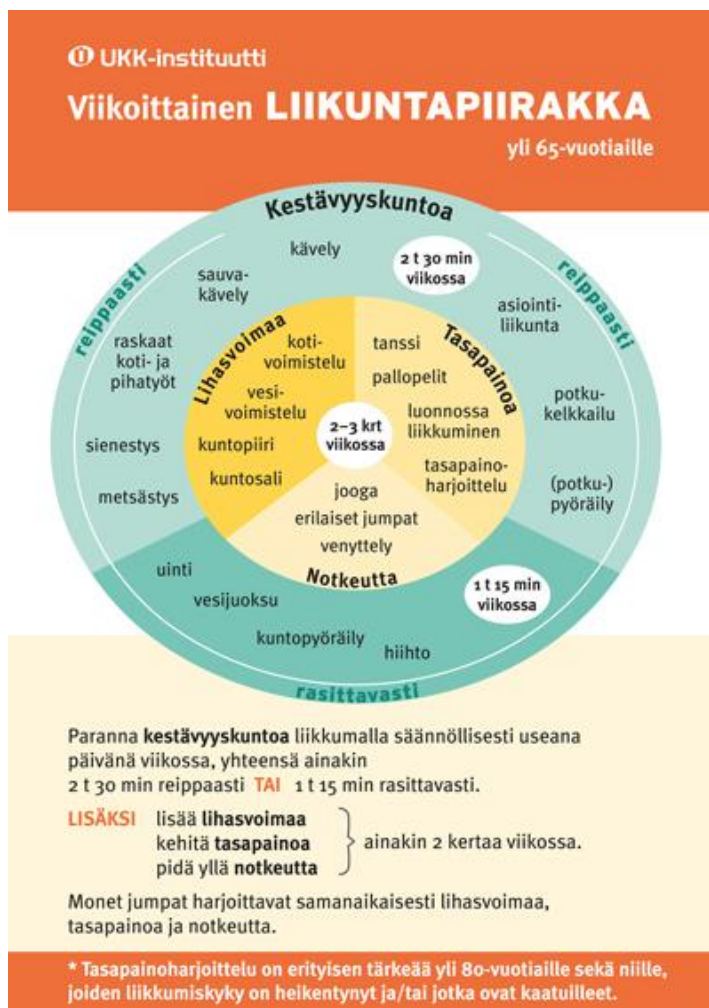 UKK-instituutti
Viikoittainen LIIKUNTAPIIRAKKA
yli 65-vuotiaille
Kestävyyskuntoa
reippaasti
reippaasti
kävely
2 t 30 min
viikossa
sauva-
kävely
asiointi-
liikunta
raskaat
koti- ja
pihatyöt
potku-
kelkkailu
sienestys
metsästys
(potku-)
pyöräily
Lihasvoimaa
koti-
voimistelu
vesi-
voimistelu
kuntopiiri
kuntosali
Tasapainoa
tanssi
pallopelit
luonnossa
liikkuminen
tasapaino-
harjoittelu
2–3 krt
viikossa
jooga
erilaiset jumpat
venyttely
Notkeutta
uinti
vesijuoksu
kuntopyöräily
hiihto
1 t 15 min
viikossa
rasittavasti
Paranna kestävyyskuntoa liikkumalla säännöllisesti useana
päivänä viikossa, yhteensä ainakin
2 t 30 min reippaasti TAI 1 t 15 min rasittavasti.
LISÄKSI lisää lihasvoimaa
kehitä tasapainoa ainakin 2 kertaa viikossa.
pidä yllä notkeutta
Monet jumpat harjoittavat samanaikaisesti lihasvoimaa,
tasapainoa ja notkeutta.
* Tasapainoharjoittelu on erityisen tärkeää yli 80-vuotiaille sekä niille,
joiden liikkumiskyky on heikentynyt ja/tai jotka ovat kaatuilleet.